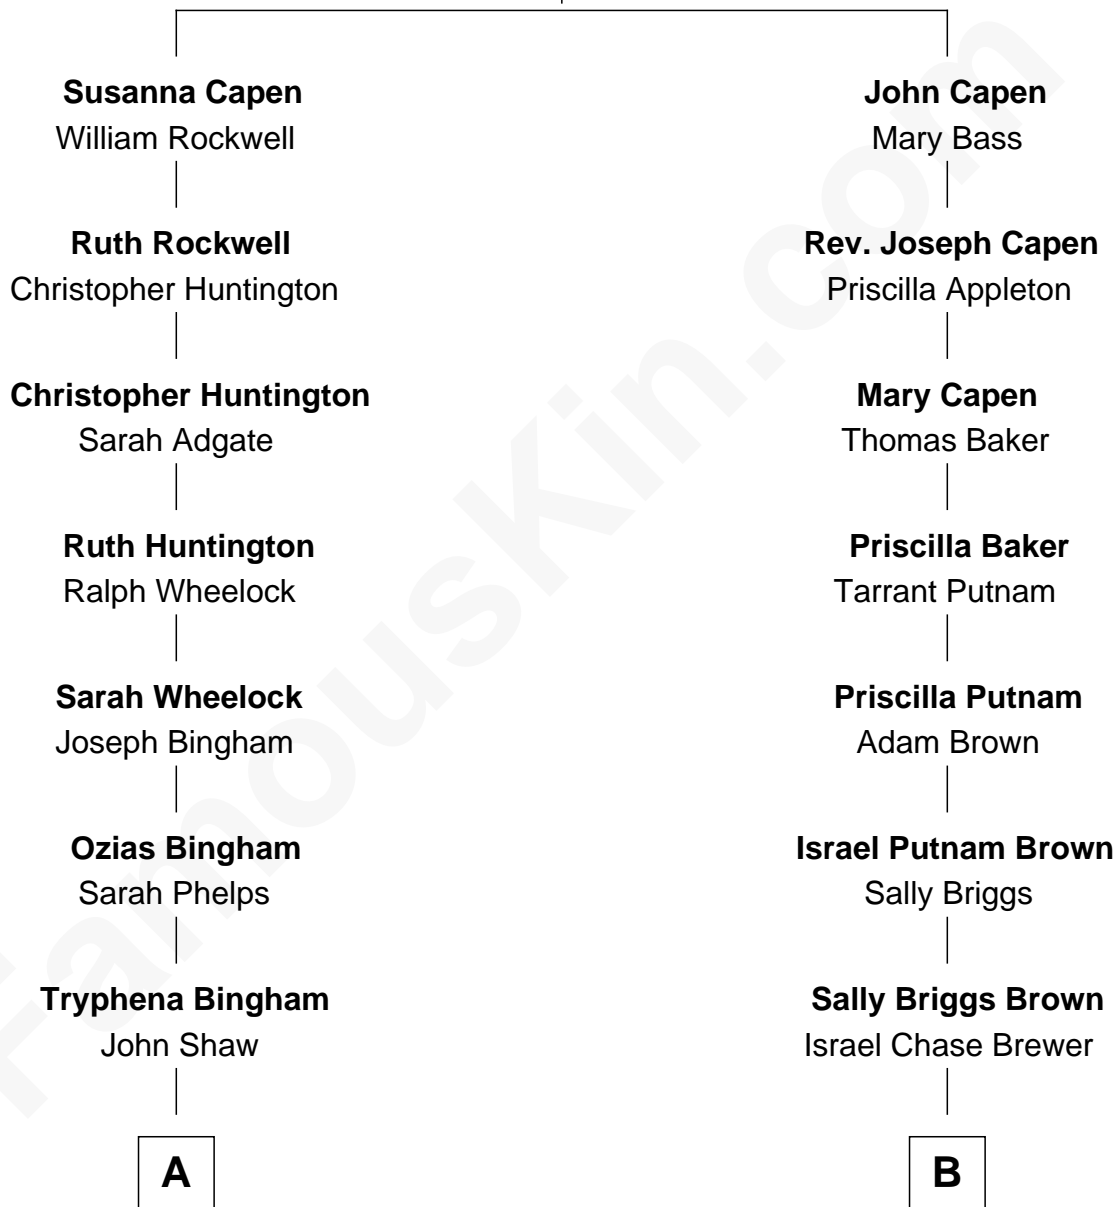 Susanna Capen
William Rockwell
John Capen
Mary Bass
Ruth Rockwell
Christopher Huntington
Rev. Joseph Capen
Priscilla Appleton
Christopher Huntington
Sarah Adgate
Mary Capen
Thomas Baker
Ruth Huntington
Ralph Wheelock
Priscilla Baker
Tarrant Putnam
Sarah Wheelock
Joseph Bingham
Priscilla Putnam
Adam Brown
Ozias Bingham
Sarah Phelps
Israel Putnam Brown
Sally Briggs
Tryphena Bingham
John Shaw
Sally Briggs Brown
Israel Chase Brewer
A
B
FamousKin.com